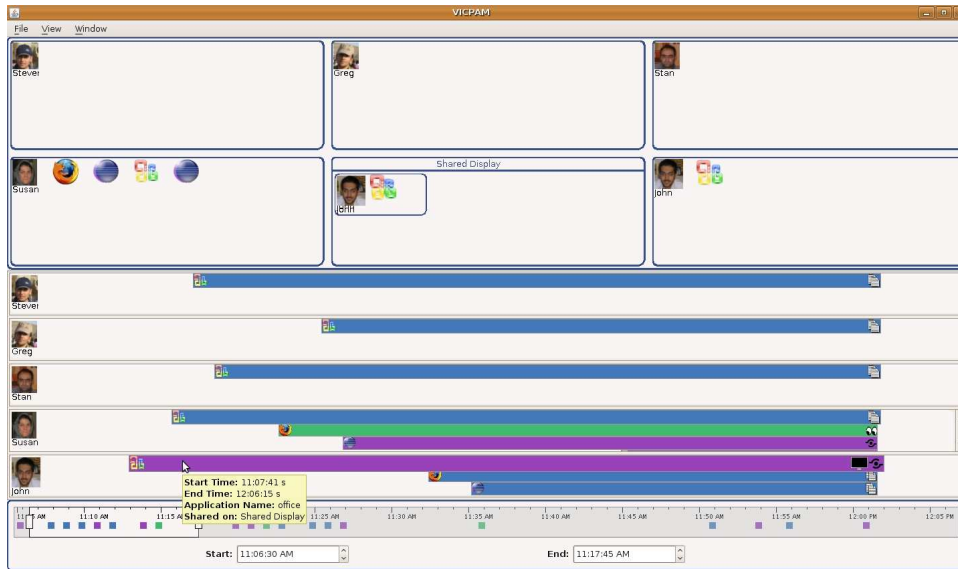 VICPAM
File View Window
Steven
Greg
Stan
Susan
Shared Display
John
John
Steven
Greg
Stan
Susan
John
Start Time: 11:07:41 s
End Time: 12:06:15 s
Application Name: office
Shared on: Shared Display
11:10 AM 11:25 AM 11:30 AM 11:35 AM 11:40 AM 11:45 AM 11:50 AM 11:55 AM 12:00 PM 12:05 PM
Start: 11:06:30 AM End: 11:17:45 AM